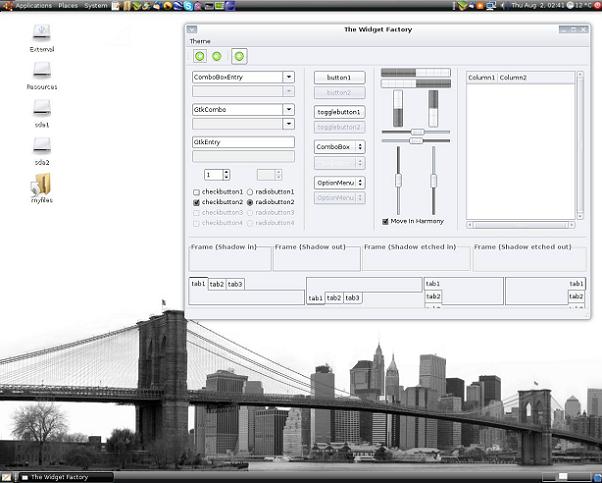 Applications Places System
Thu Aug 2, 02:41
12 °C
External
Resources
sda1
sda2
myfiles
The Widget Factory
Theme
ComboBoxEntry
GtkCombo
GtkEntry
1
checkbutton1 radiobutton1
checkbutton2 radiobutton2
checkbutton3 radiobutton3
checkbutton4 radiobutton4
button1
button2
togglebutton1
togglebutton2
ComboBox
OptionMenu
OptionMenu
Move In Harmony
Column1 Column2
Frame (Shadow in) Frame (Shadow out) Frame (Shadow etched in) Frame (Shadow etched out)
tab1 tab2 tab3
tab1 tab2 tab3
tab1
tab2
tab1
tab2
The Widget Factory